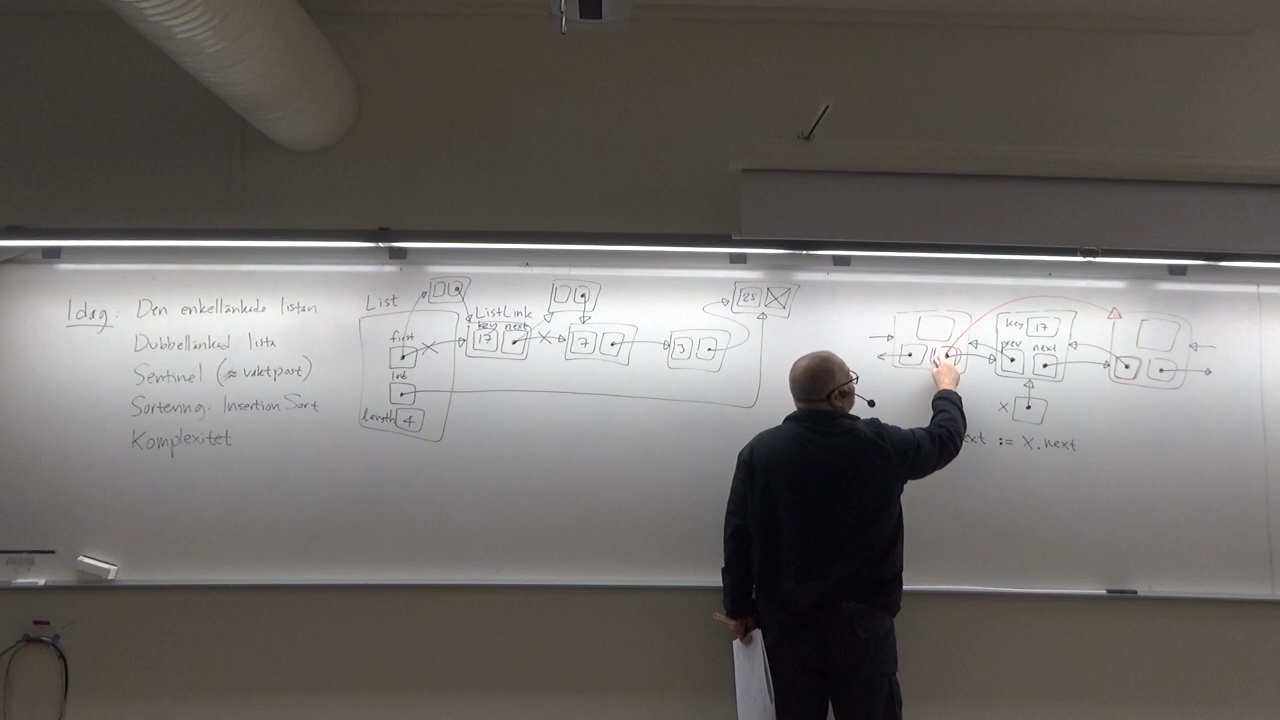 Idag: Den enkellänkade listan
Dubbellänkad lista
Sentinel (≈ vaktpost)
Sortering: Insertion Sort
Komplexitet
List
first
last
length 4
ListLink
key next
17
7
3
25
key 17
prev next
X
ext := X.next